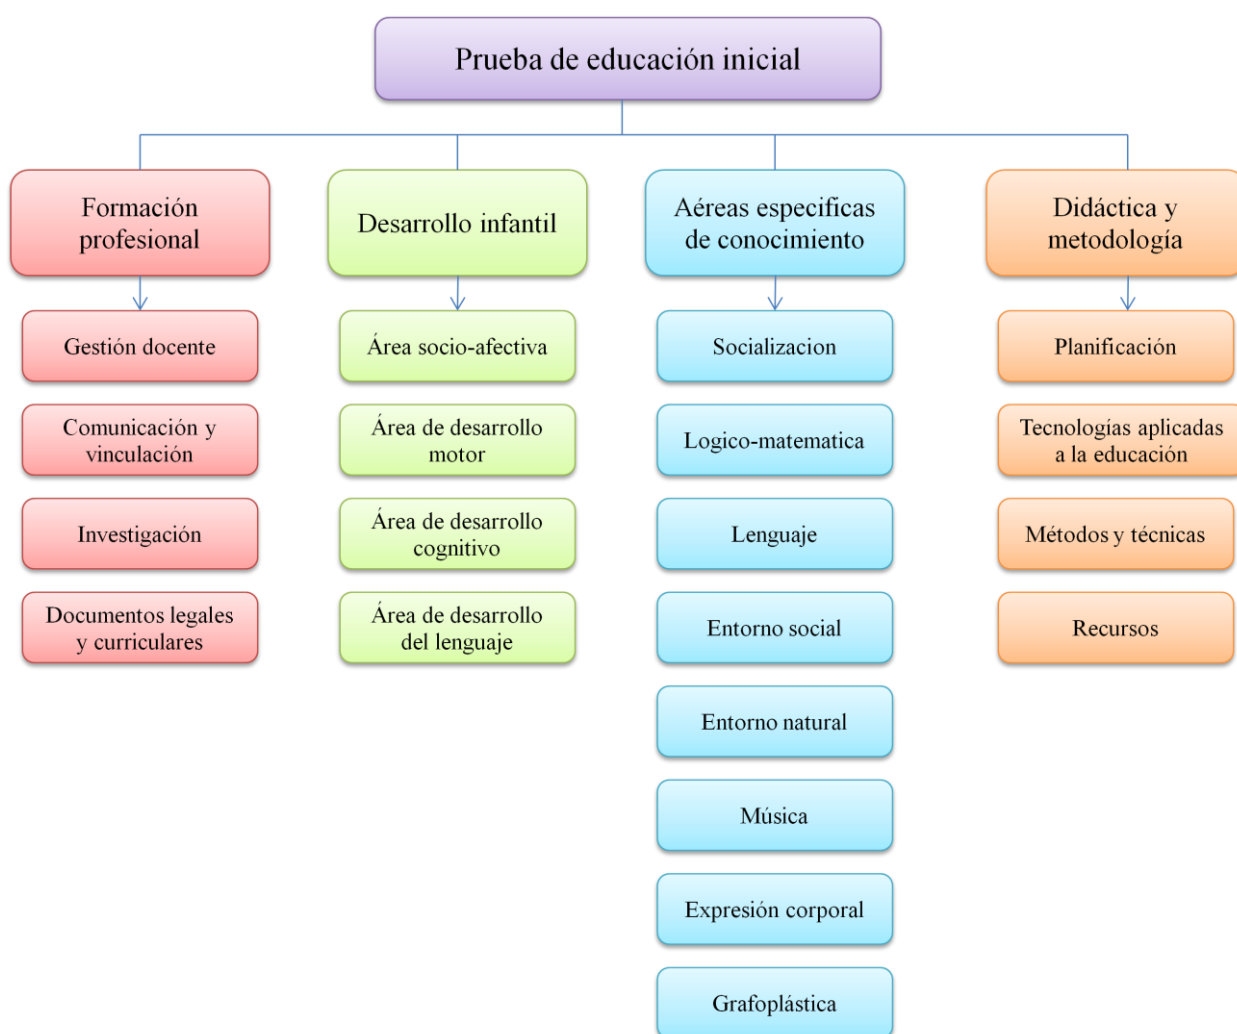 Prueba de educación inicial
Formación
profesional
Gestión docente
Comunicación y
vinculación
Investigación
Documentos legales
y curriculares
Desarrollo infantil
Área socio-afectiva
Área de desarrollo
motor
Área de desarrollo
cognitivo
Área de desarrollo
del lenguaje
Aéreas especificas
de conocimiento
Socializacion
Logico-matematica
Lenguaje
Entorno social
Entorno natural
Música
Expresión corporal
Grafoplástica
Didáctica y
metodología
Planificación
Tecnologías aplicadas
a la educación
Métodos y técnicas
Recursos